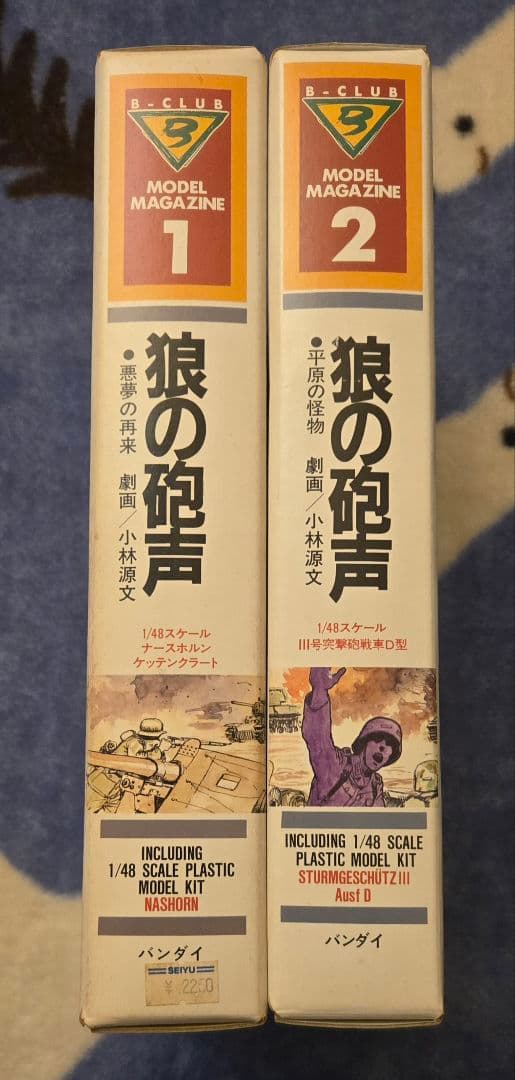 B-CLUB
B
MODEL
MAGAZINE
1
狼の砲声
●悪夢の再来 劇画/小林源文
1/48スケール
ナースホルン
ケッテンクラート
INCLUDING
1/48 SCALE PLASTIC
MODEL KIT
NASHORN
バンダイ
SEIYU
¥ 2250
B-CLUB
B
MODEL
MAGAZINE
2
狼の砲声
●平原の怪物 劇画/小林源文
1/48スケール
III号突撃砲戦車D型
INCLUDING 1/48 SCALE
PLASTIC MODEL KIT
STURMGESCHÜTZ III
Ausf D
バンダイ